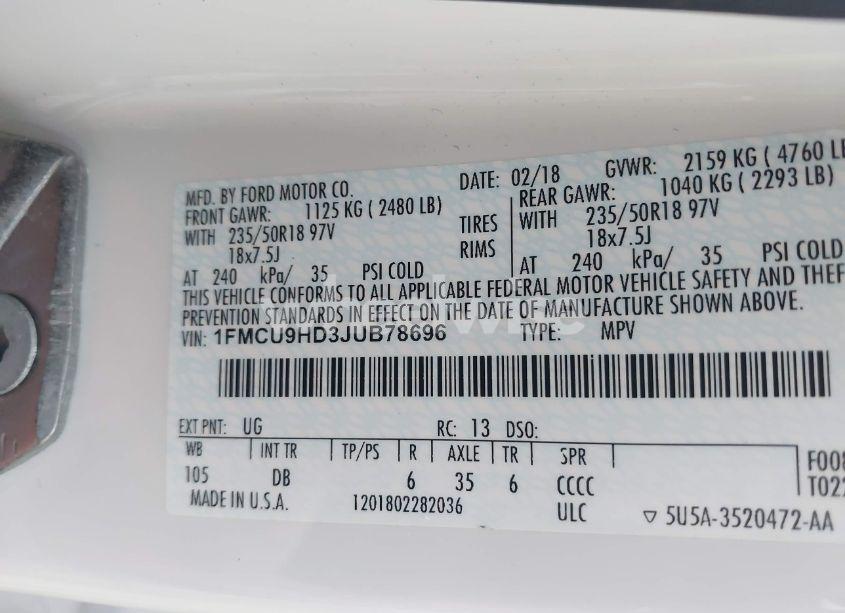 MFD. BY FORD MOTOR CO. DATE: 02/18 GVWR: 2159 KG ( 4760 LB
FRONT GAWR: 1125 KG ( 2480 LB) REAR GAWR: 1040 KG ( 2293 LB)
WITH 235/50R18 97V TIRES WITH 235/50R18 97V
18x7.5J RIMS 18x7.5J
AT 240 kPa/ 35 PSI COLD AT 240 kPa/ 35 PSI COLD
THIS VEHICLE CONFORMS TO ALL APPLICABLE FEDERAL MOTOR VEHICLE SAFETY AND THEF
PREVENTION STANDARDS IN EFFECT ON THE DATE OF MANUFACTURE SHOWN ABOVE.
VIN: 1FMCU9HD3JUB78696 TYPE: MPV
EXT PNT: UG RC: 13 DSO:
WB INT TR TP/PS R AXLE TR SPR
105 DB 6 35 6 CCCC
F008
T022
MADE IN U.S.A. 1201802282036 ULC ▽ 5U5A-3520472-AA